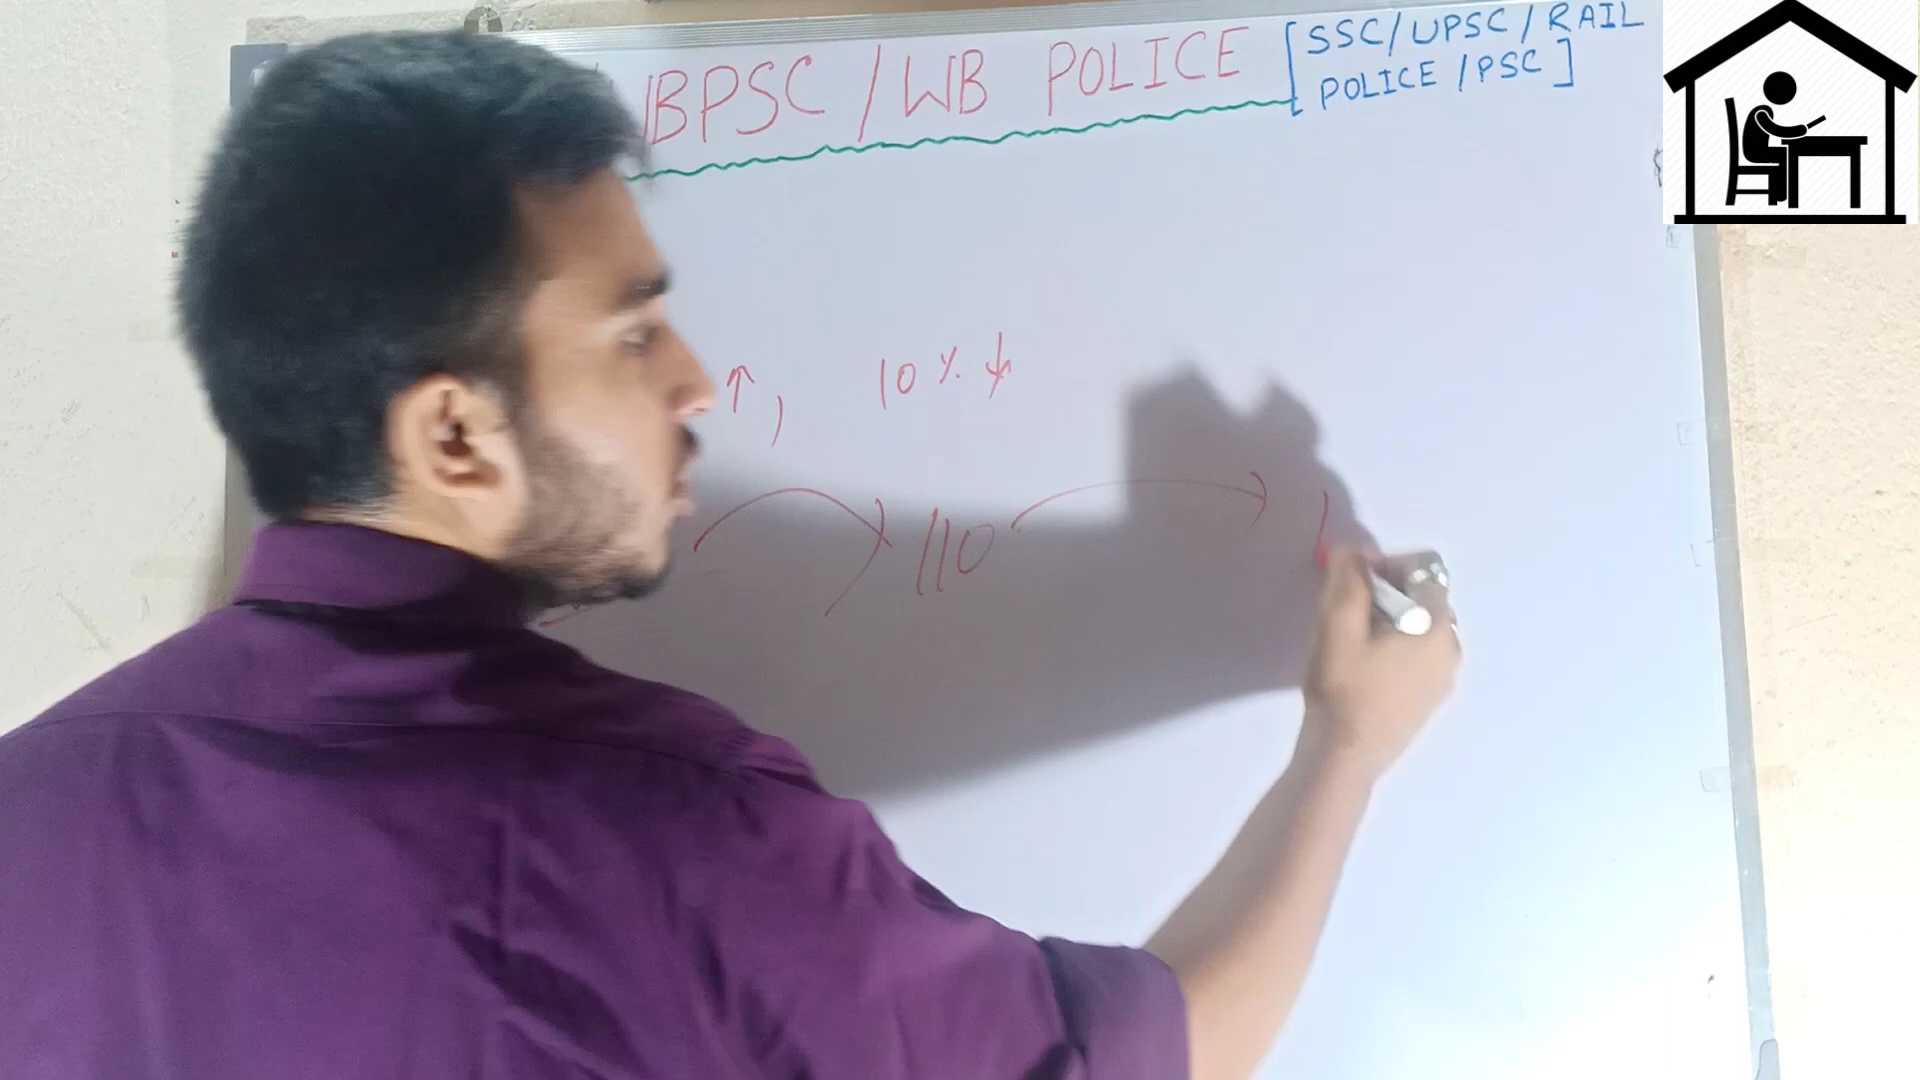 BPSC / WB POLICE [SSC/UPSC/RAIL
POLICE /PSC]
↑, 10% ↓
110